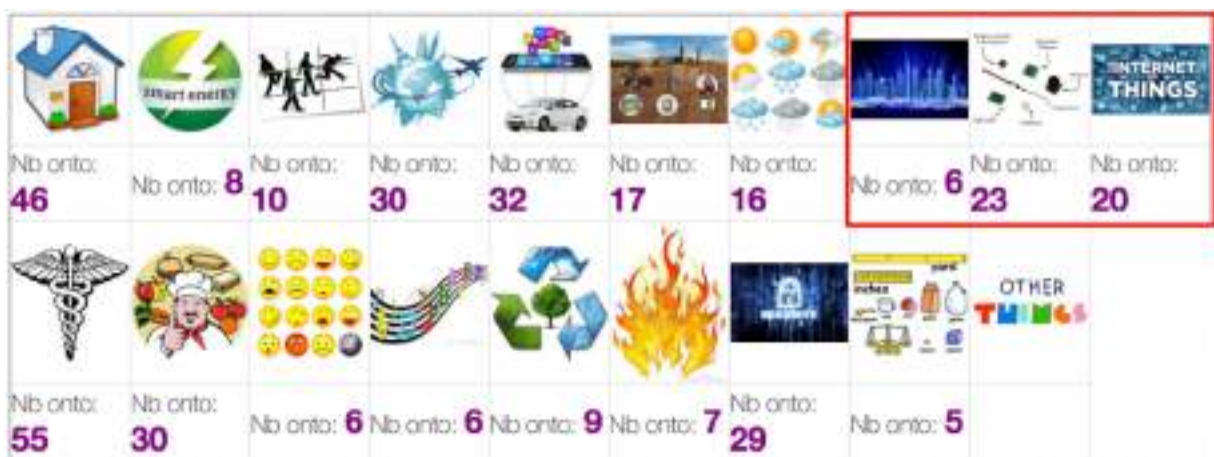 smart energy
INTERNET
THINGS
Nb onto:
46
Nb onto: 8
Nb onto:
10
Nb onto:
30
Nb onto:
32
Nb onto:
17
Nb onto:
16
Nb onto: 6
Nb onto:
23
Nb onto:
20
yard
inches
OTHER
THINGS
Nb onto:
55
Nb onto:
30
Nb onto: 6
Nb onto: 6
Nb onto: 9
Nb onto: 7
Nb onto:
29
Nb onto: 5